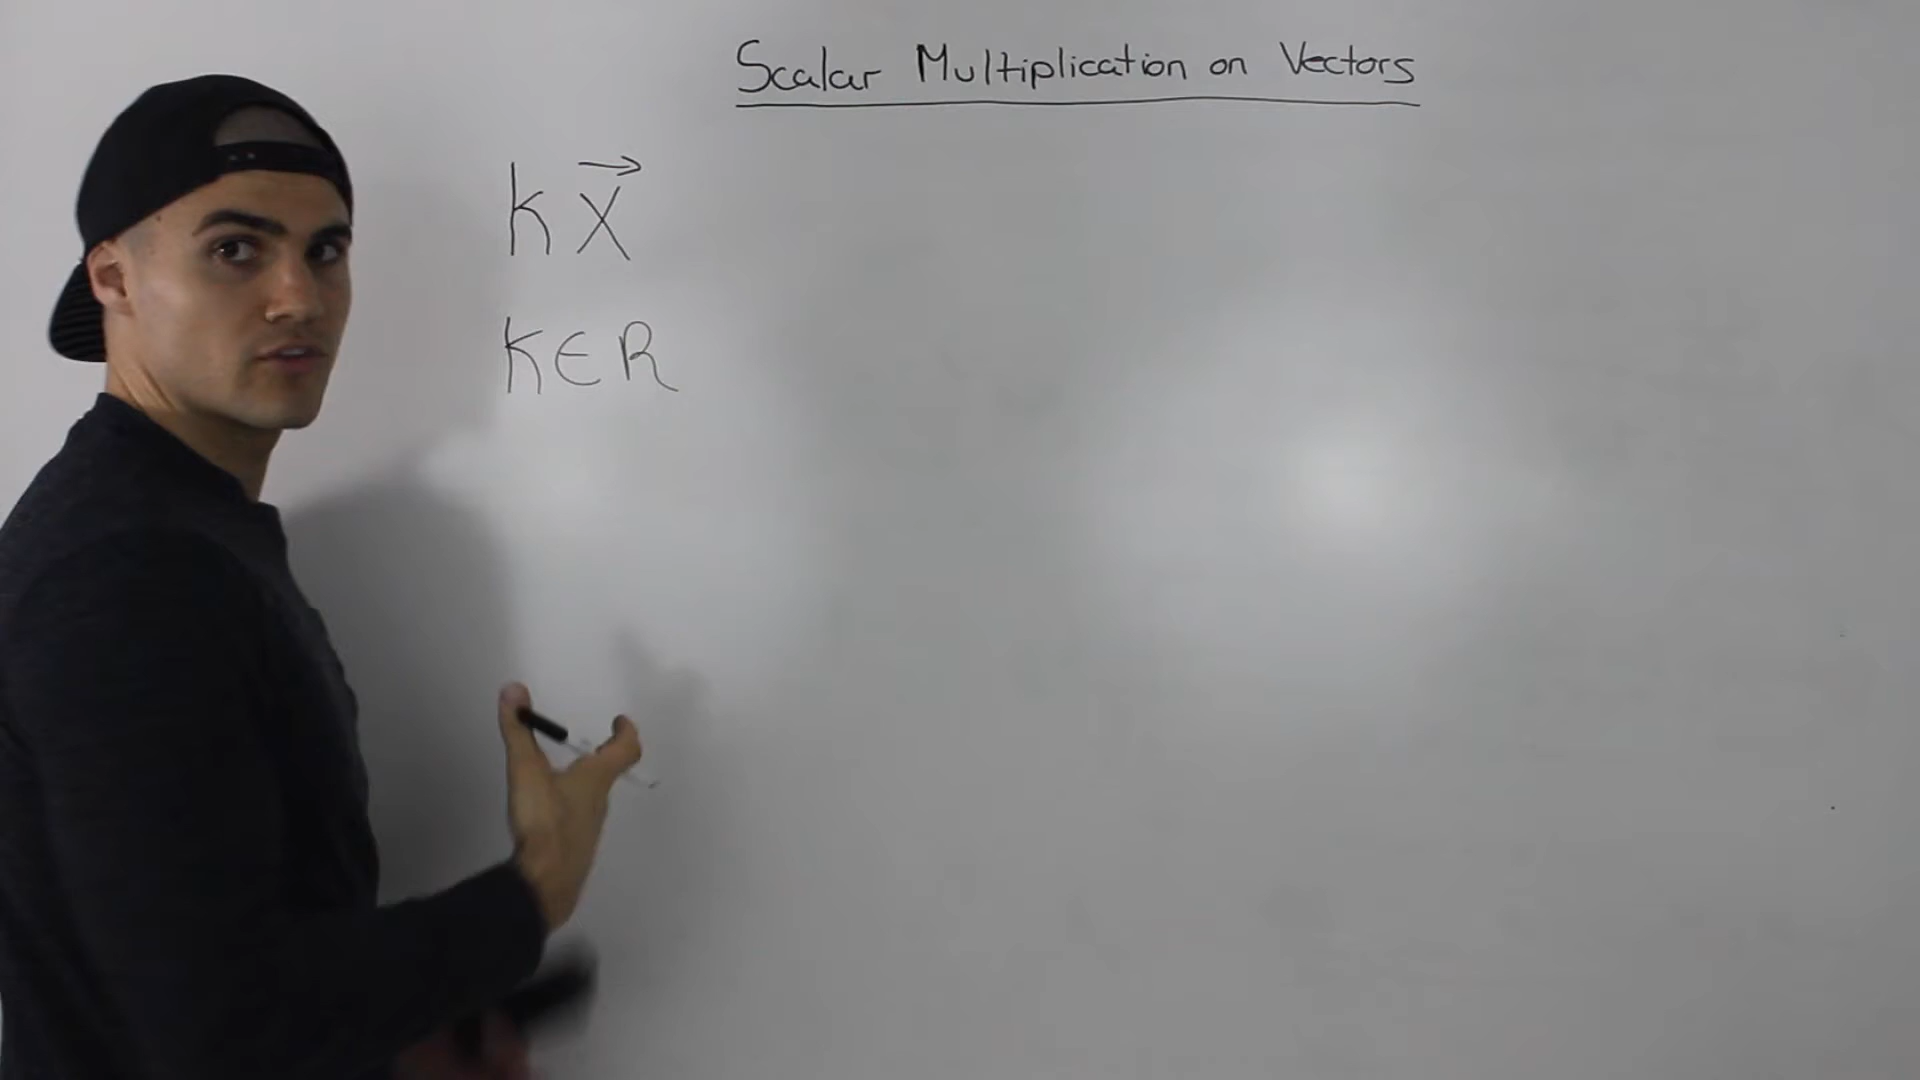 Scalar Multiplication on Vectors
k x⃗
k∈R